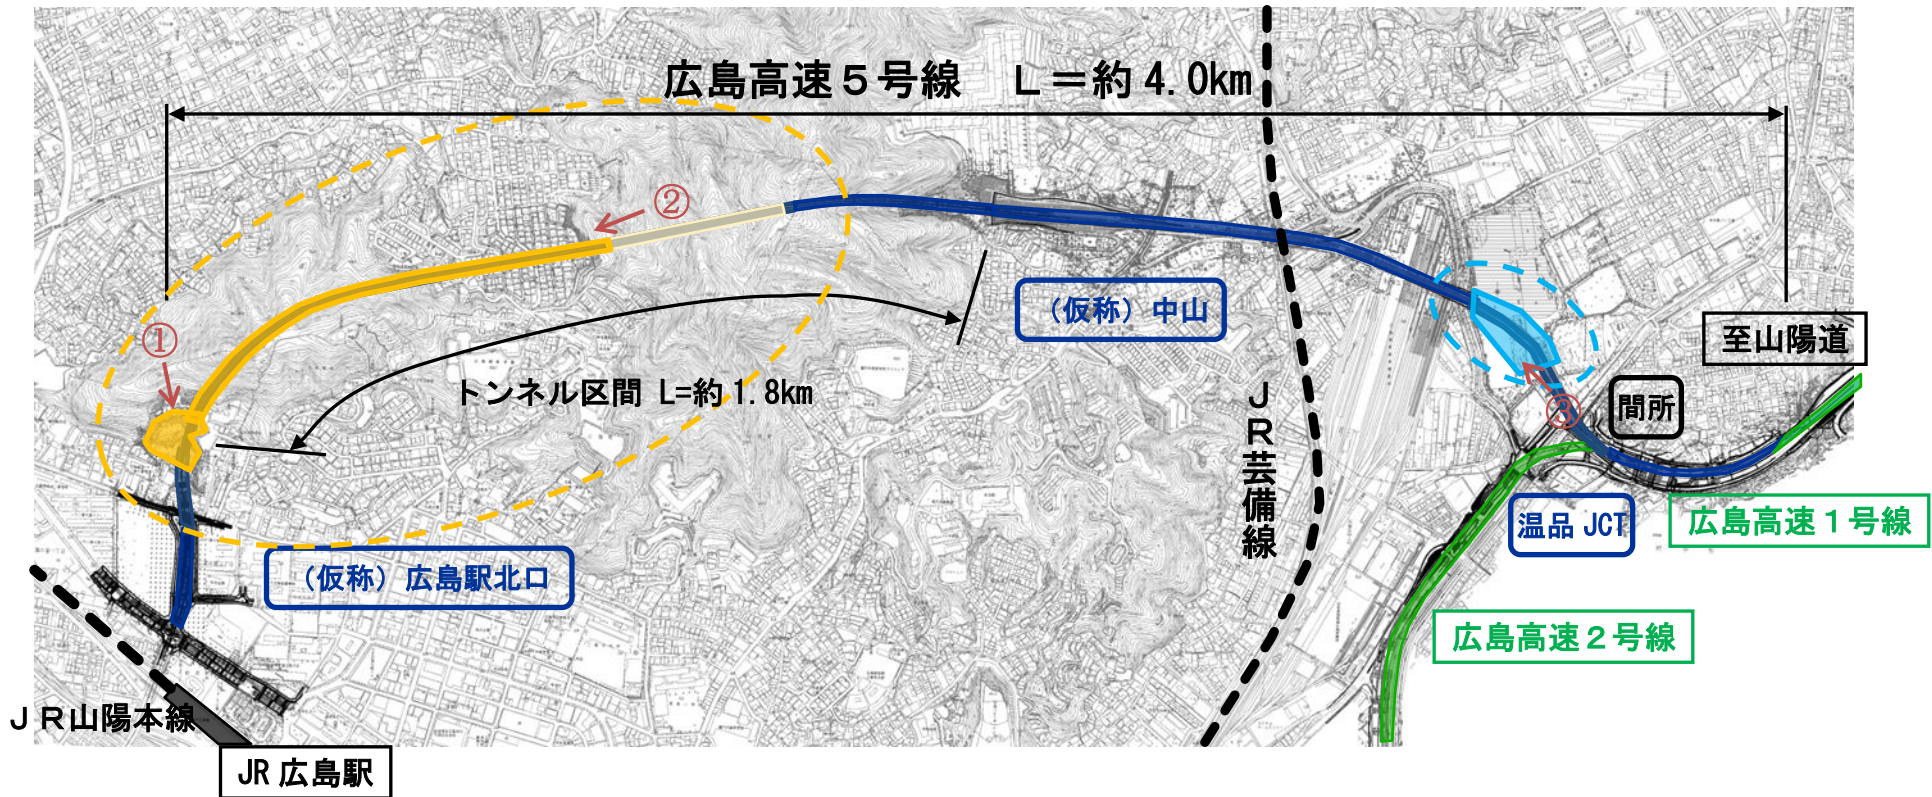 広島高速５号線　Ｌ＝約 4.0km
②
（仮称）中山
①
至山陽道
トンネル区間 L=約 1.8km
ＪＲ芸備線
③
間所
温品 JCT
広島高速１号線
（仮称）広島駅北口
広島高速２号線
ＪＲ山陽本線
JR 広島駅